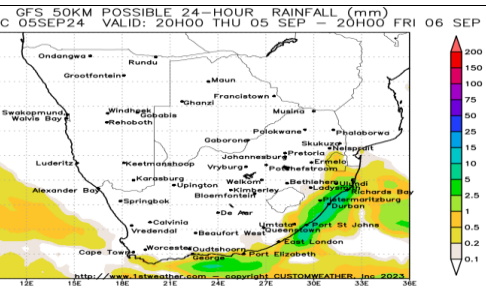 GFS 50KM POSSIBLE 24-HOUR RAINFALL (mm)
C 05SEP24 VALID: 20H00 THU 05 SEP - 20H00 FRI 06 SEP
Ondangwa
Rundu
Grootfontein
Maun
Francistown
Ghanzi
Musina
Swakopmund
Windhoek
Gobabis
Walvis Bay
Rehoboth
Polokwane
Phalaborwa
Gaborone
Skukuza
Nelspruit
Johannesburg
Pretoria
Luderitz
Keetmanshoop
Vryburg
Potchefstroom
Ermelo
Karasburg
Upington
Welkom
Bethlehem
Ulundi
Alexander Bay
Kimberley
Ladysmith
Richards Bay
Bloemfontein
Springbok
Pietermaritzburg
Durban
De Aar
Calvinia
Umtata
Port St Johns
Vredendal
Beaufort West
Queenstown
East London
Worcester
Oudtshoorn
Cape Town
George
Port Elizabeth
http://www.1stweather.com - copyright CUSTOMWEATHER, Inc 2023
12E 15E 18E 21E 24E 27E 30E 33E 36E
200
150
100
75
50
25
15
10
5
2.5
1
0.5
0.2
0.1